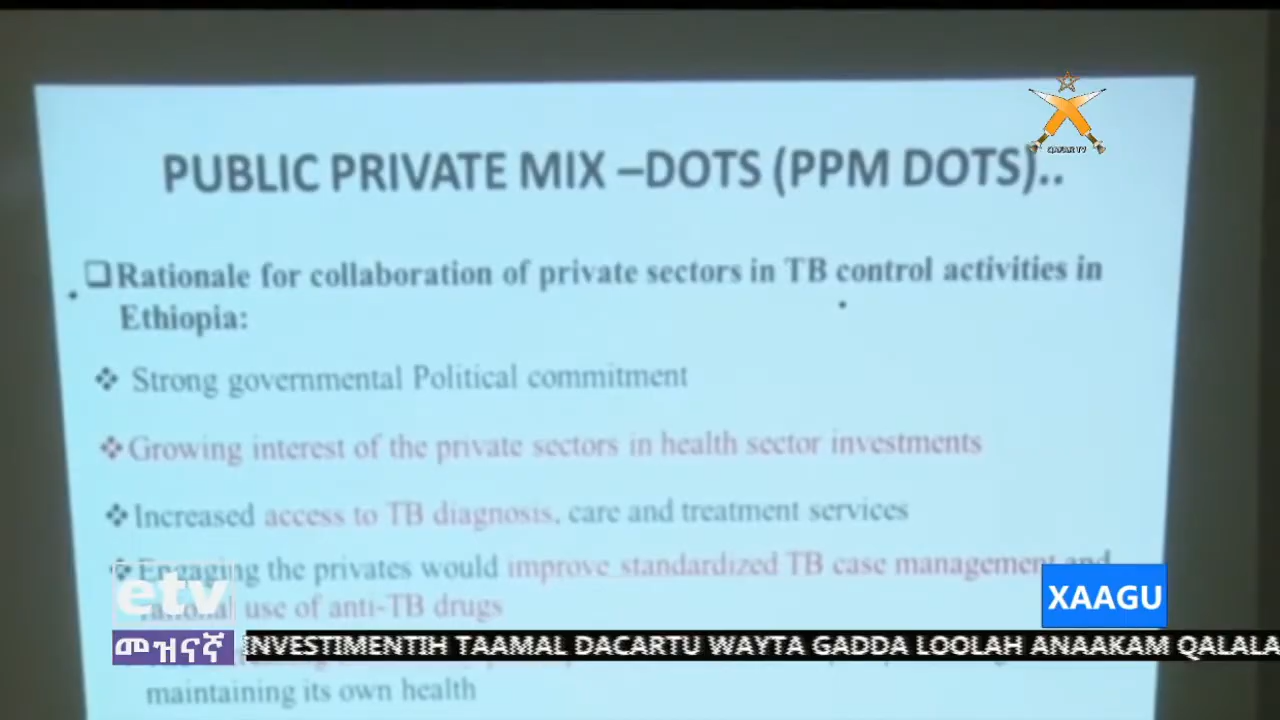 QAFAR TV
PUBLIC PRIVATE MIX –DOTS (PPM DOTS)..
Rationale for collaboration of private sectors in TB control activities in
Ethiopia:
Strong governmental Political commitment
Growing interest of the private sectors in health sector investments
Increased access to TB diagnosis, care and treatment services
Engaging the privates would improve standardized TB case management and
rational use of anti-TB drugs
maintaining its own health
etv
መዝናኛ
XAAGU
INVESTIMENTIH TAAMAL DACARTU WAYTA GADDA LOOLAH ANAAKAM QALALA